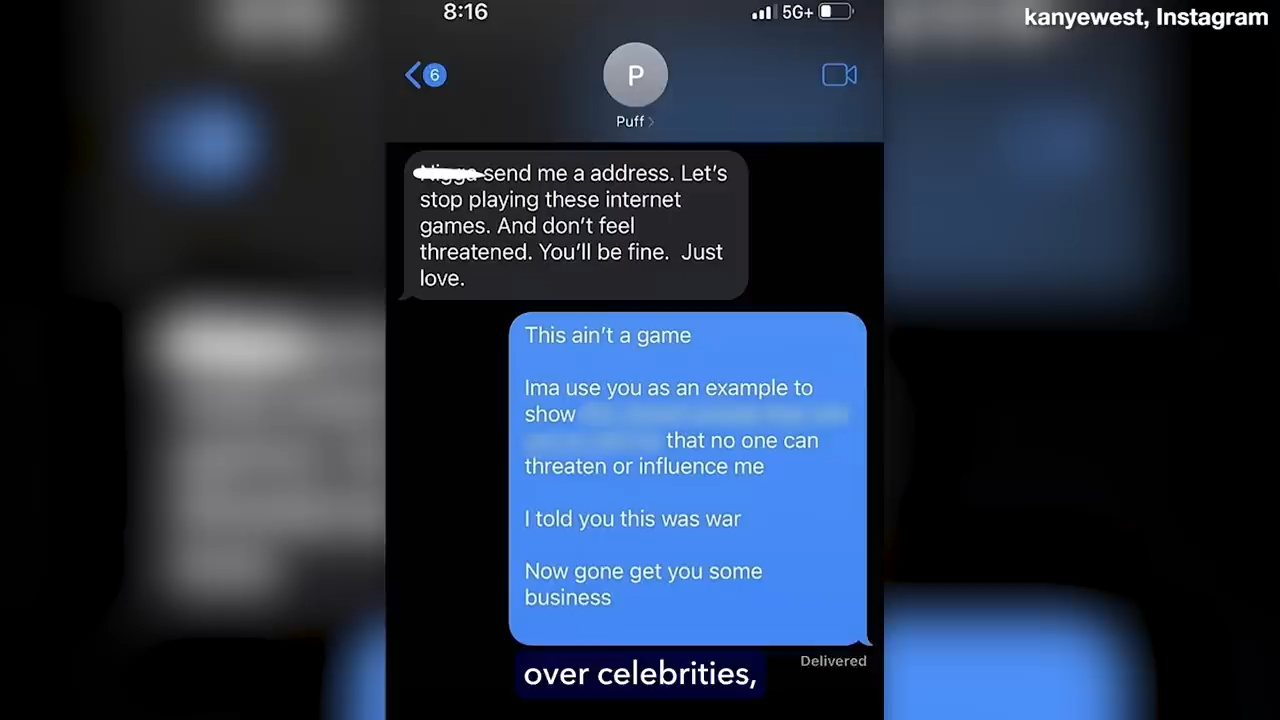 8:16
5G+
kanyewest, Instagram
6
P
Puff
send me a address. Let's
stop playing these internet
games. And don't feel
threatened. You'll be fine.  Just
love.
This ain't a game
Ima use you as an example to
show
that no one can
threaten or influence me
I told you this was war
Now gone get you some
business
Delivered
over celebrities,